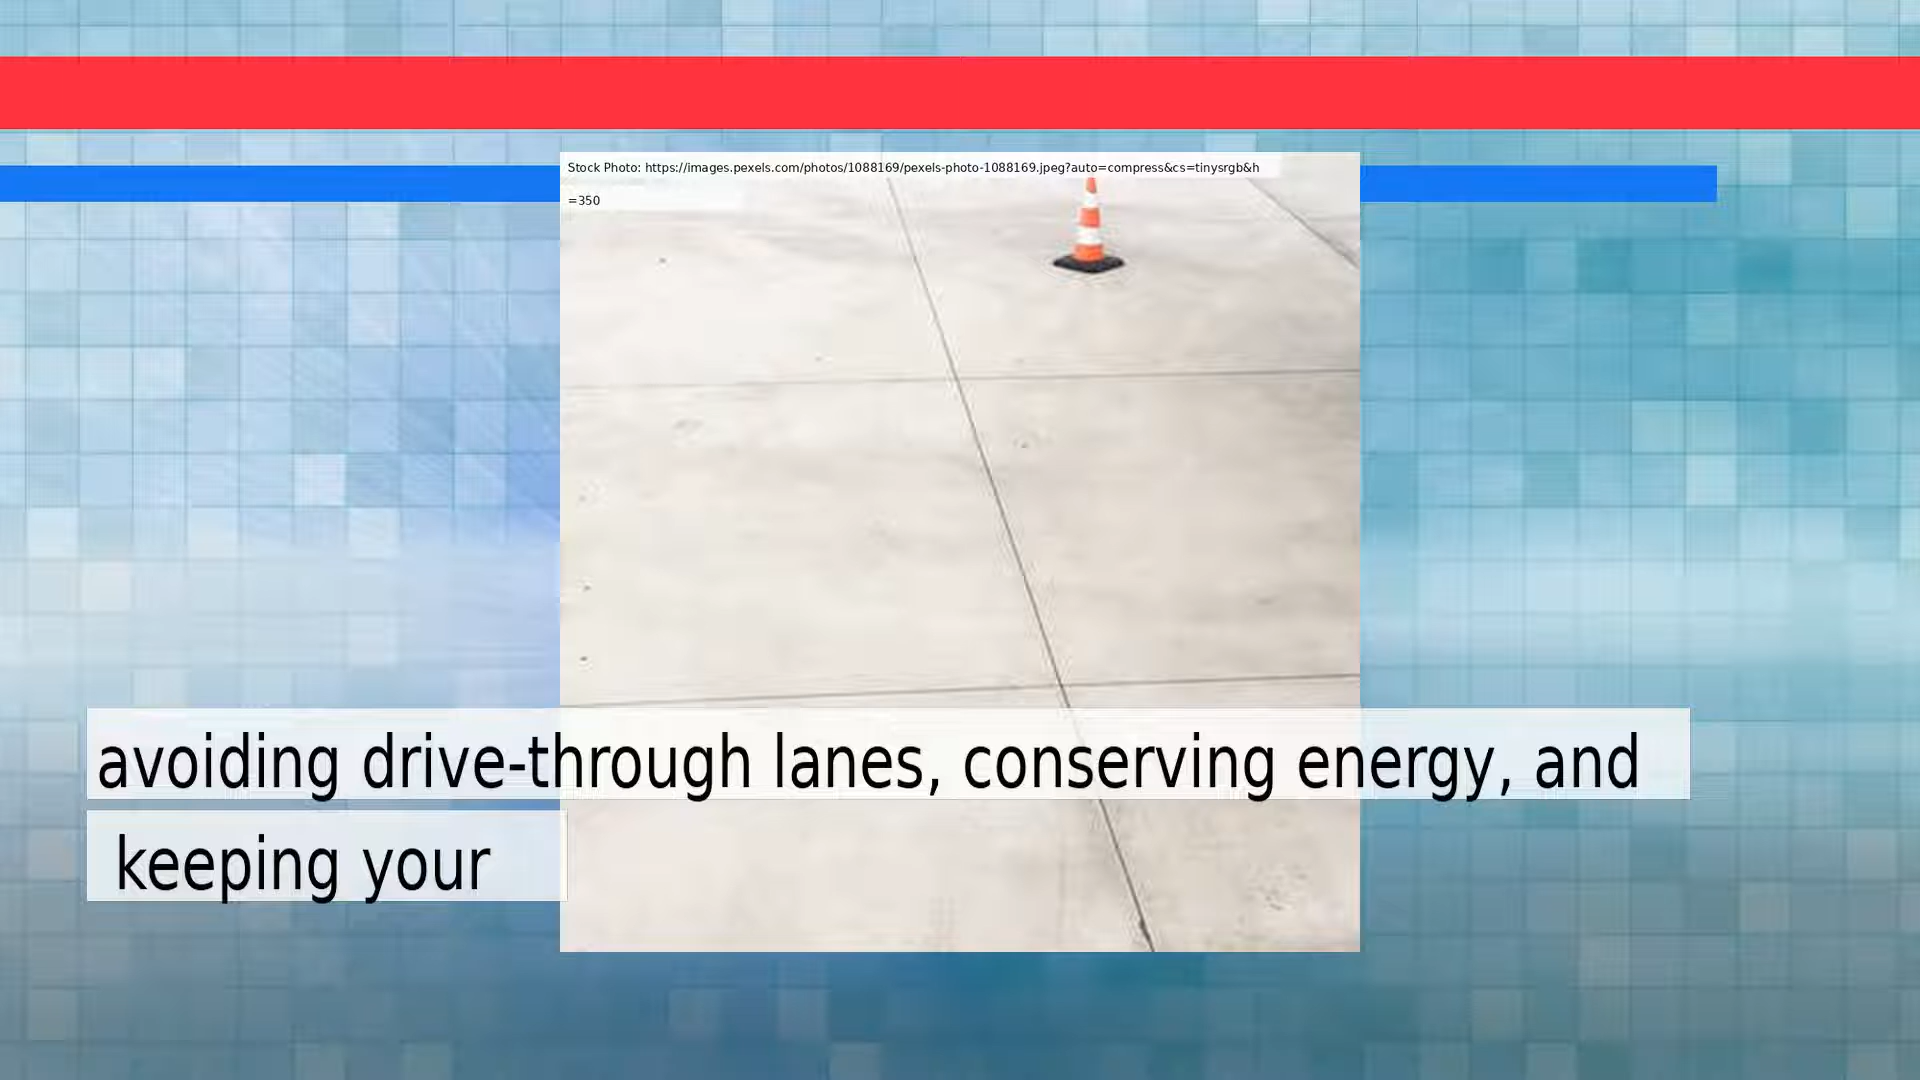 Stock Photo: https://images.pexels.com/photos/1088169/pexels-photo-1088169.jpeg?auto=compress&cs=tinysrgb&h
=350
avoiding drive-through lanes, conserving energy, and
keeping your